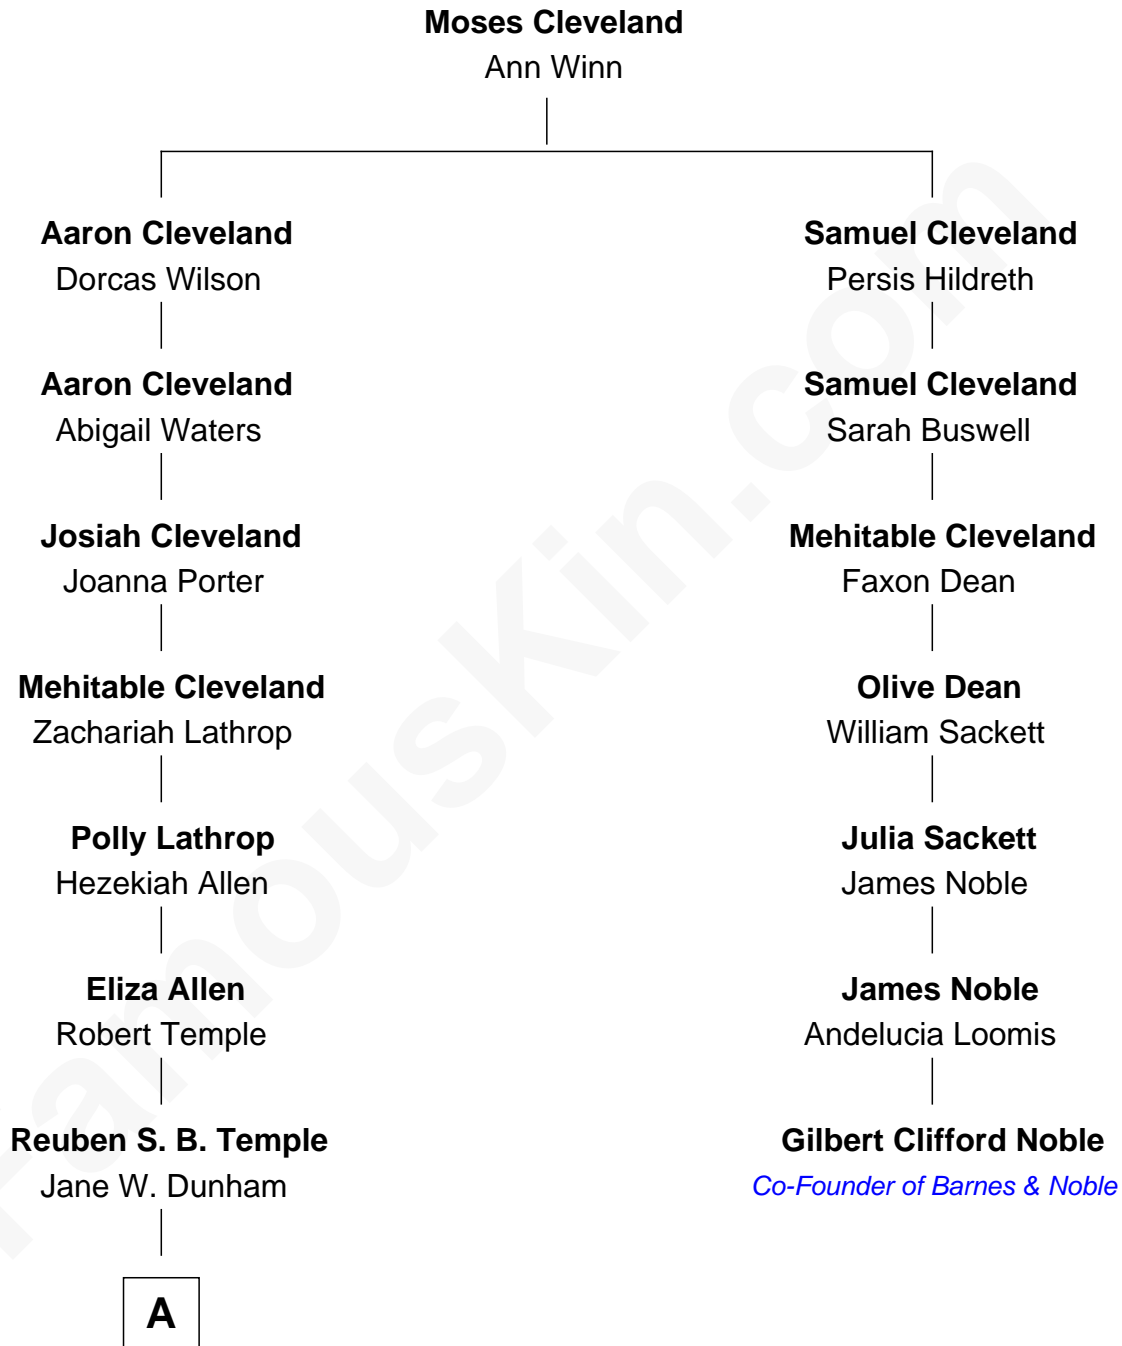 Moses Cleveland
Ann Winn
Aaron Cleveland
Dorcas Wilson
Samuel Cleveland
Persis Hildreth
Aaron Cleveland
Abigail Waters
Samuel Cleveland
Sarah Buswell
Josiah Cleveland
Joanna Porter
Mehitable Cleveland
Faxon Dean
Mehitable Cleveland
Zachariah Lathrop
Olive Dean
William Sackett
Polly Lathrop
Hezekiah Allen
Julia Sackett
James Noble
Eliza Allen
Robert Temple
James Noble
Andelucia Loomis
Reuben S. B. Temple
Jane W. Dunham
Gilbert Clifford Noble
Co-Founder of Barnes & Noble
A
FamousKin.com